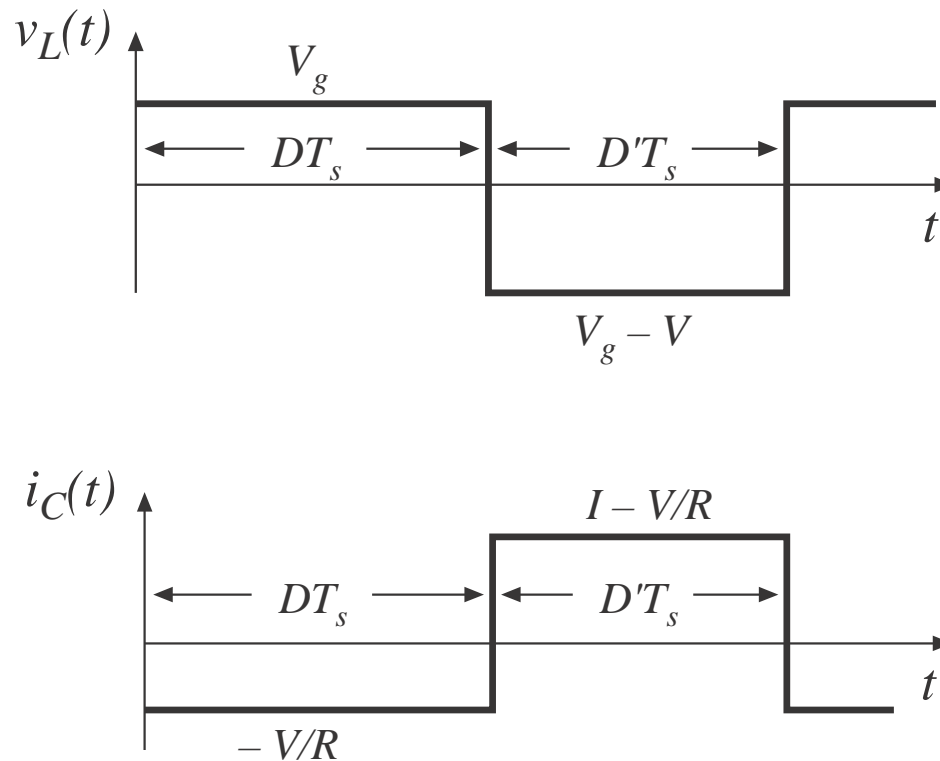 v_L(t)
V_g
DT_s
D'T_s
t
V_g – V
i_C(t)
I – V/R
DT_s
D'T_s
t
– V/R